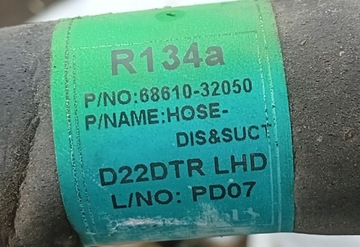 R134a
P/NO:68610-32050
P/NAME:HOSE-
DIS&SUCT
D22DTR LHD
L/NO: PD07